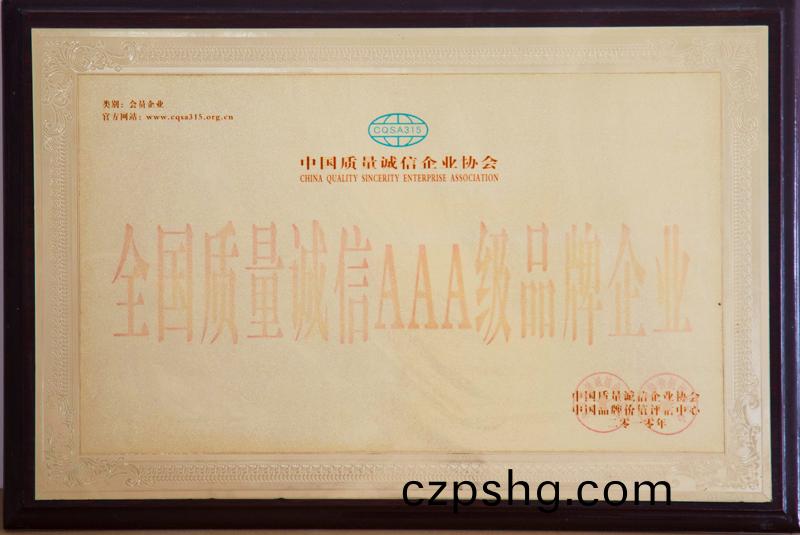 类别：会员企业
官方网站：www.cqsa315.org.cn
CQSA315
中国质量诚信企业协会
CHINA QUALITY SINCERITY ENTERPRISE ASSOCIATION
全国质量诚信AAA级品牌企业
中国质量诚信企业协会
中国品牌价值评估中心
二零一零年
czpshg.com